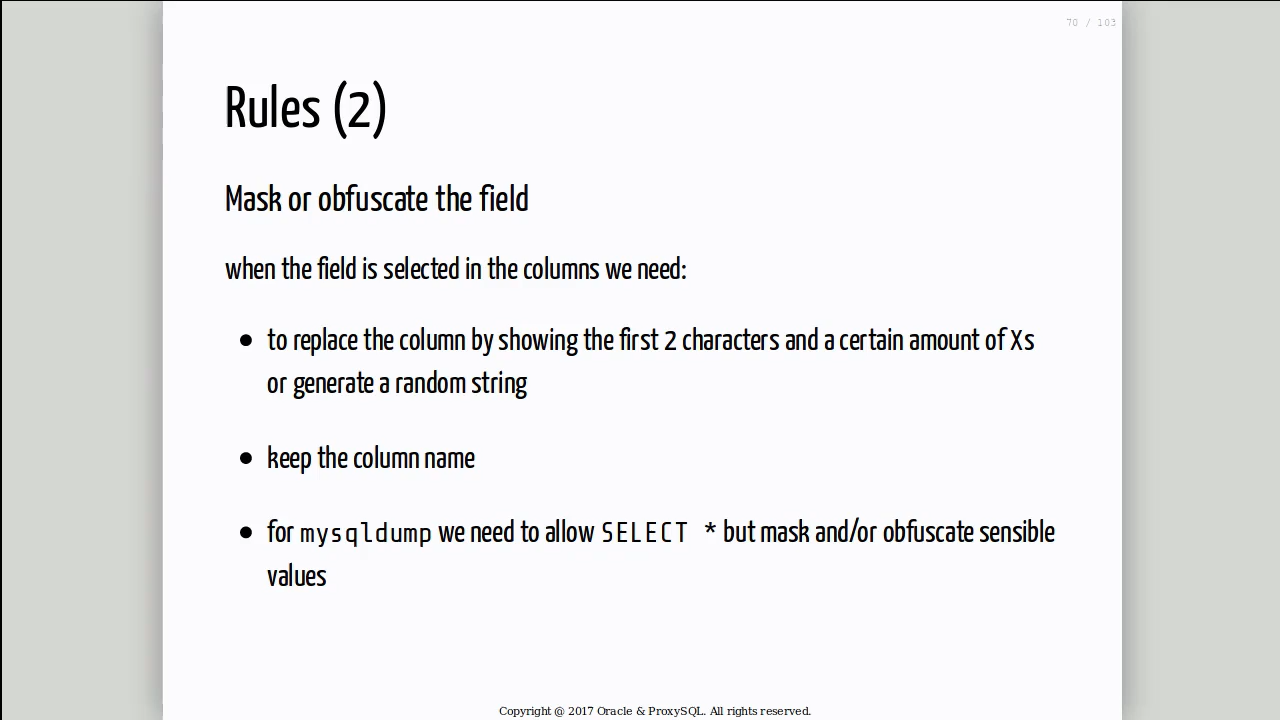 70 / 103
Rules (2)
Mask or obfuscate the field
when the field is selected in the columns we need:
to replace the column by showing the first 2 characters and a certain amount of Xs
or generate a random string
keep the column name
for mysqldump we need to allow SELECT * but mask and/or obfuscate sensible
values
Copyright @ 2017 Oracle & ProxySQL. All rights reserved.